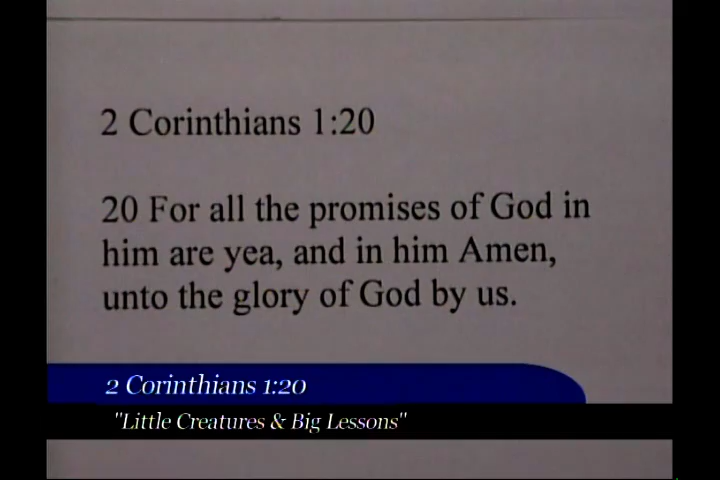 2 Corinthians 1:20
20 For all the promises of God in
him are yea, and in him Amen,
unto the glory of God by us.
2 Corinthians 1:20
"Little Creatures & Big Lessons"